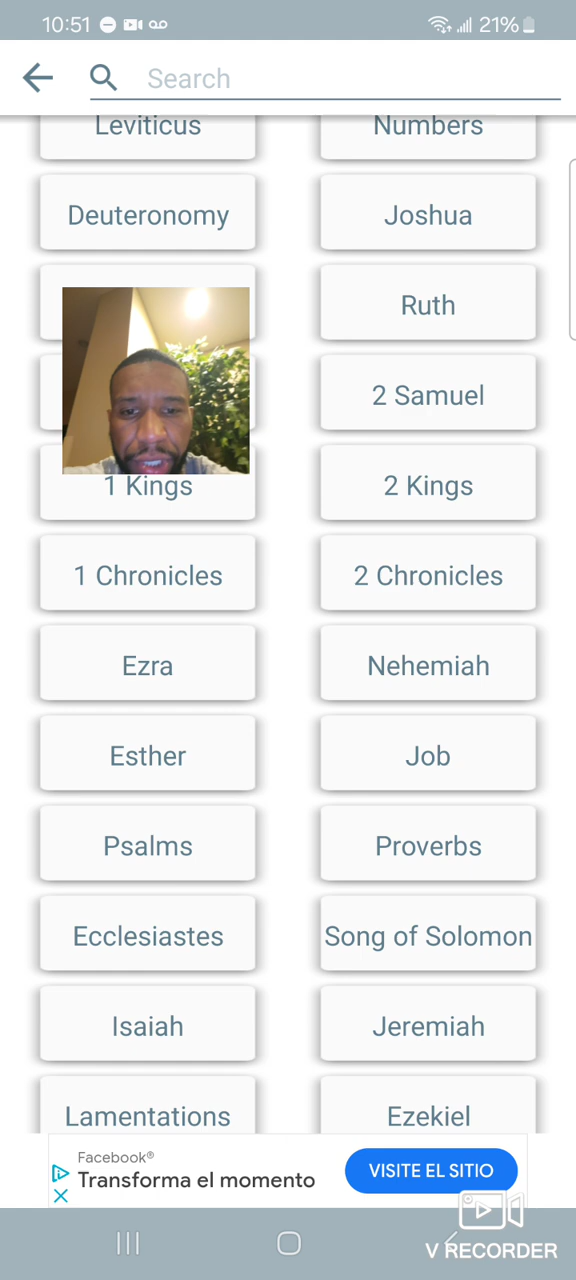 10:51 21%
Search
Leviticus Numbers
Deuteronomy Joshua
Ruth
2 Samuel
1 Kings 2 Kings
1 Chronicles 2 Chronicles
Ezra Nehemiah
Esther Job
Psalms Proverbs
Ecclesiastes Song of Solomon
Isaiah Jeremiah
Lamentations Ezekiel
Facebook®
Transforma el momento
VISITE EL SITIO
V RECORDER